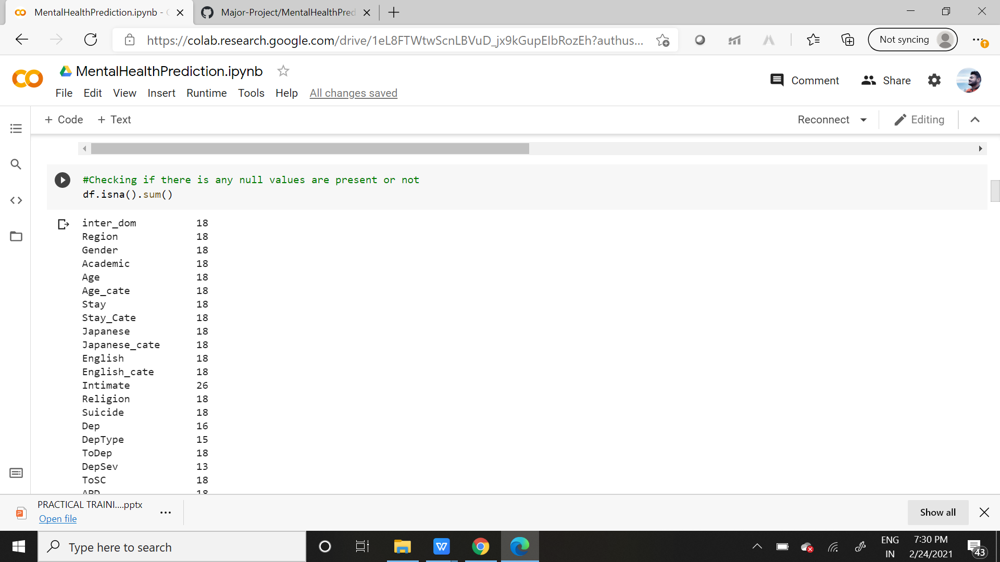 MentalHealthPrediction.ipynb -
Major-Project/MentalHealthPred
https://colab.research.google.com/drive/1eL8FTWtwScnLBVuD_jx9kGupEIbRozEh?authus...
Not syncing
MentalHealthPrediction.ipynb
File Edit View Insert Runtime Tools Help All changes saved
Comment Share
+ Code + Text
Reconnect Editing
#Checking if there is any null values are present or not
df.isna().sum()
inter_dom 18
Region 18
Gender 18
Academic 18
Age 18
Age_cate 18
Stay 18
Stay_Cate 18
Japanese 18
Japanese_cate 18
English 18
English_cate 18
Intimate 26
Religion 18
Suicide 18
Dep 16
DepType 15
ToDep 18
DepSev 13
ToSC 18
APD 18
PRACTICAL TRAINI....pptx
Open file
Show all
Type here to search
ENG
IN
7:30 PM
2/24/2021
43